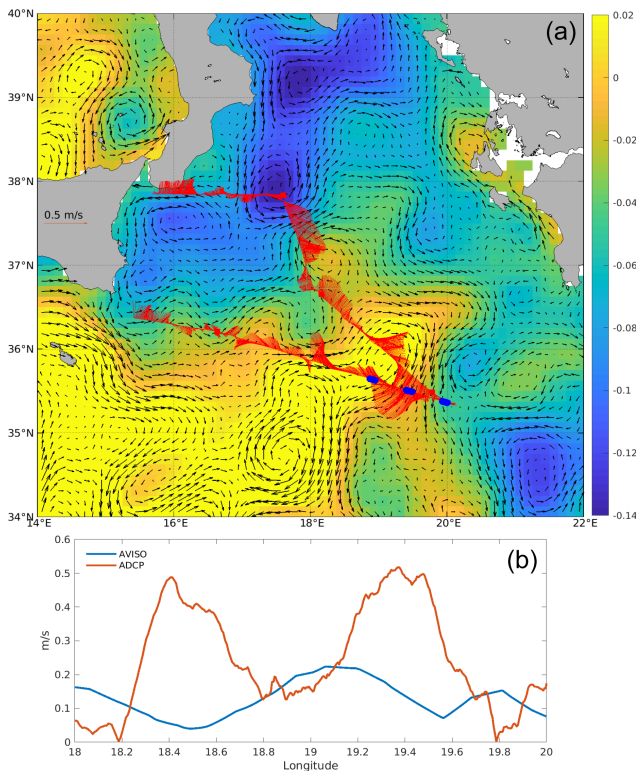 40°N
(a)
0.02
39°N
0
-0.02
38°N
-0.04
0.5 m/s
-0.06
37°N
-0.08
36°N
-0.1
35°N
-0.12
34°N
-0.14
14°E 16°E 18°E 20°E 22°E
0.6
AVISO
(b)
ADCP
0.5
0.4
m/s
0.3
0.2
0.1
0
18 18.2 18.4 18.6 18.8 19 19.2 19.4 19.6 19.8 20
Longitude